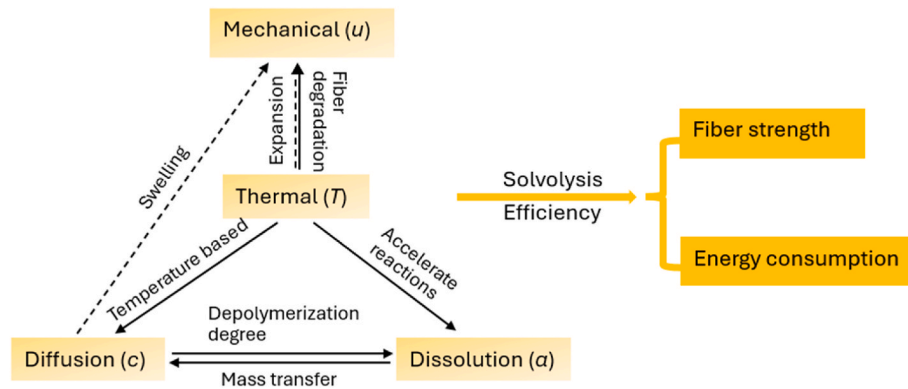 Mechanical (u)
Swelling
Expansion
Fiber
degradation
Thermal (T)
Temperature based
Accelerate
reactions
Depolymerization
degree
Diffusion (c)
Mass transfer
Dissolution (α)
Solvolysis
Efficiency
Fiber strength
Energy consumption